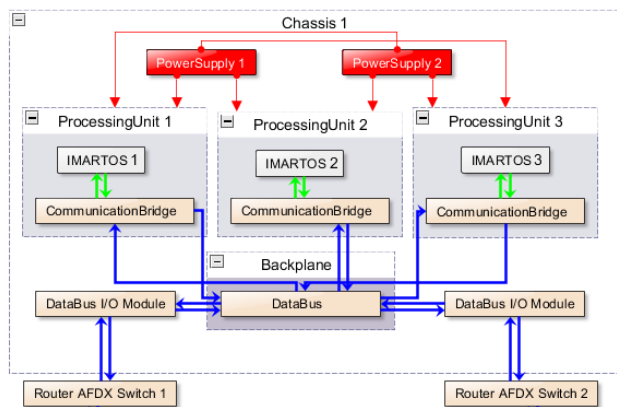 Chassis 1
PowerSupply 1
PowerSupply 2
ProcessingUnit 1
ProcessingUnit 2
ProcessingUnit 3
IMARTOS 1
IMARTOS 2
IMARTOS 3
CommunicationBridge
CommunicationBridge
CommunicationBridge
Backplane
DataBus I/O Module
DataBus
DataBus I/O Module
Router AFDX Switch 1
Router AFDX Switch 2